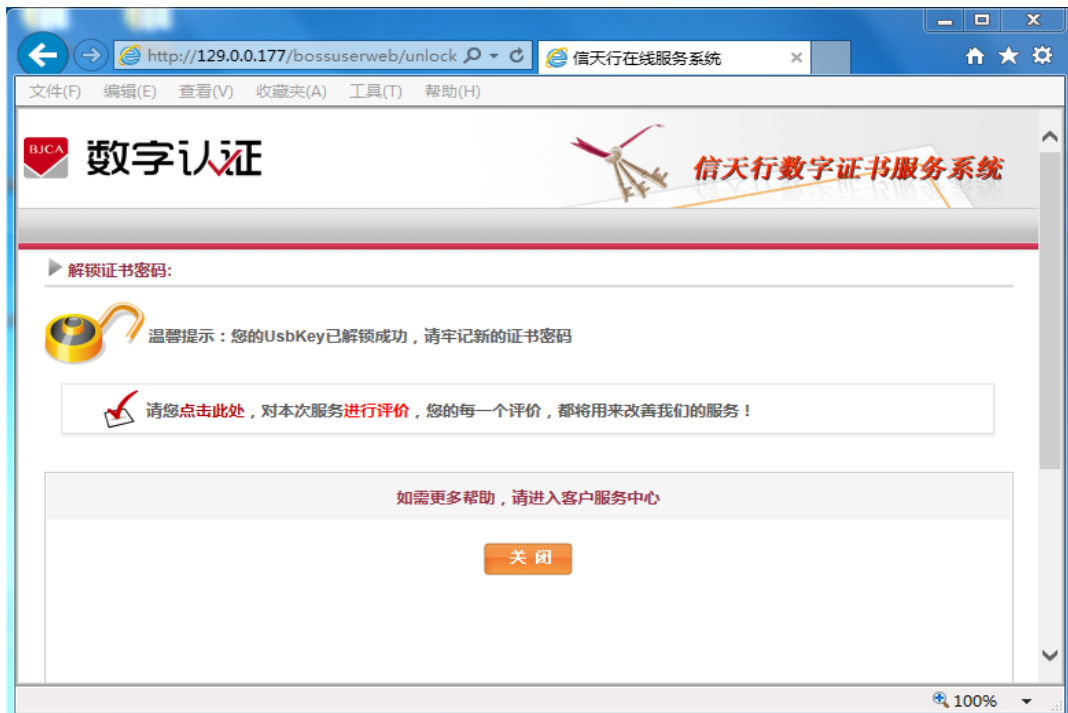 http://129.0.0.177/bossuserweb/unlock
信天行在线服务系统
文件(F) 编辑(E) 查看(V) 收藏夹(A) 工具(T) 帮助(H)
BJCA 数字认证
信天行数字证书服务系统
解锁证书密码:
温馨提示：您的UsbKey已解锁成功，请牢记新的证书密码
请您点击此处，对本次服务进行评价，您的每一个评价，都将用来改善我们的服务！
如需更多帮助，请进入客户服务中心
关 闭
100%